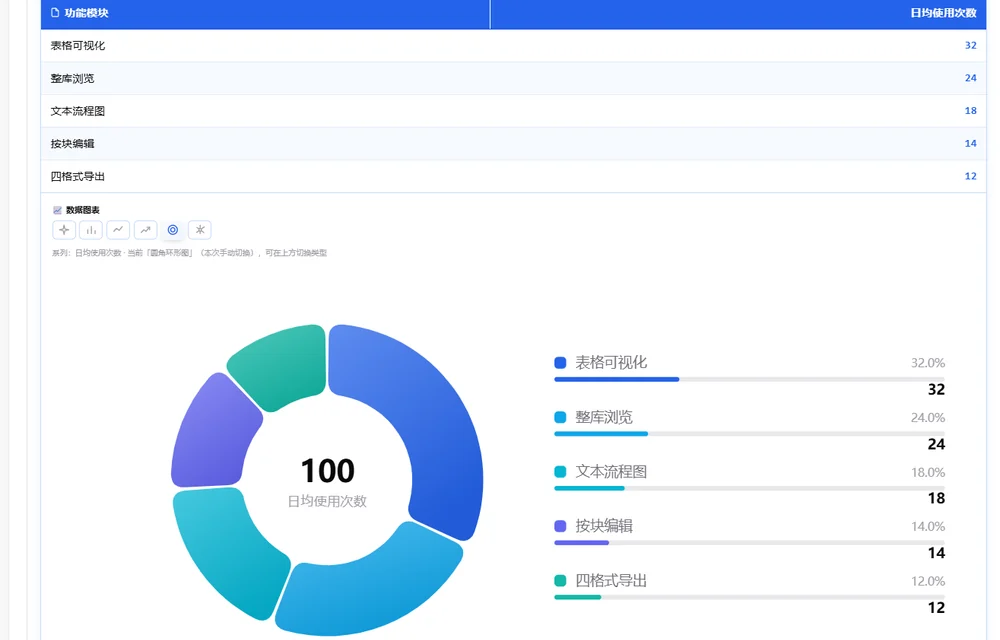 功能模块 日均使用次数
表格可视化 32
整库浏览 24
文本流程图 18
按块编辑 14
四格式导出 12
数据图表
系列：日均使用次数 · 当前「圆角环形图」（本次手动切换），可在上方切换类型
100
日均使用次数
表格可视化 32.0%
32
整库浏览 24.0%
24
文本流程图 18.0%
18
按块编辑 14.0%
14
四格式导出 12.0%
12